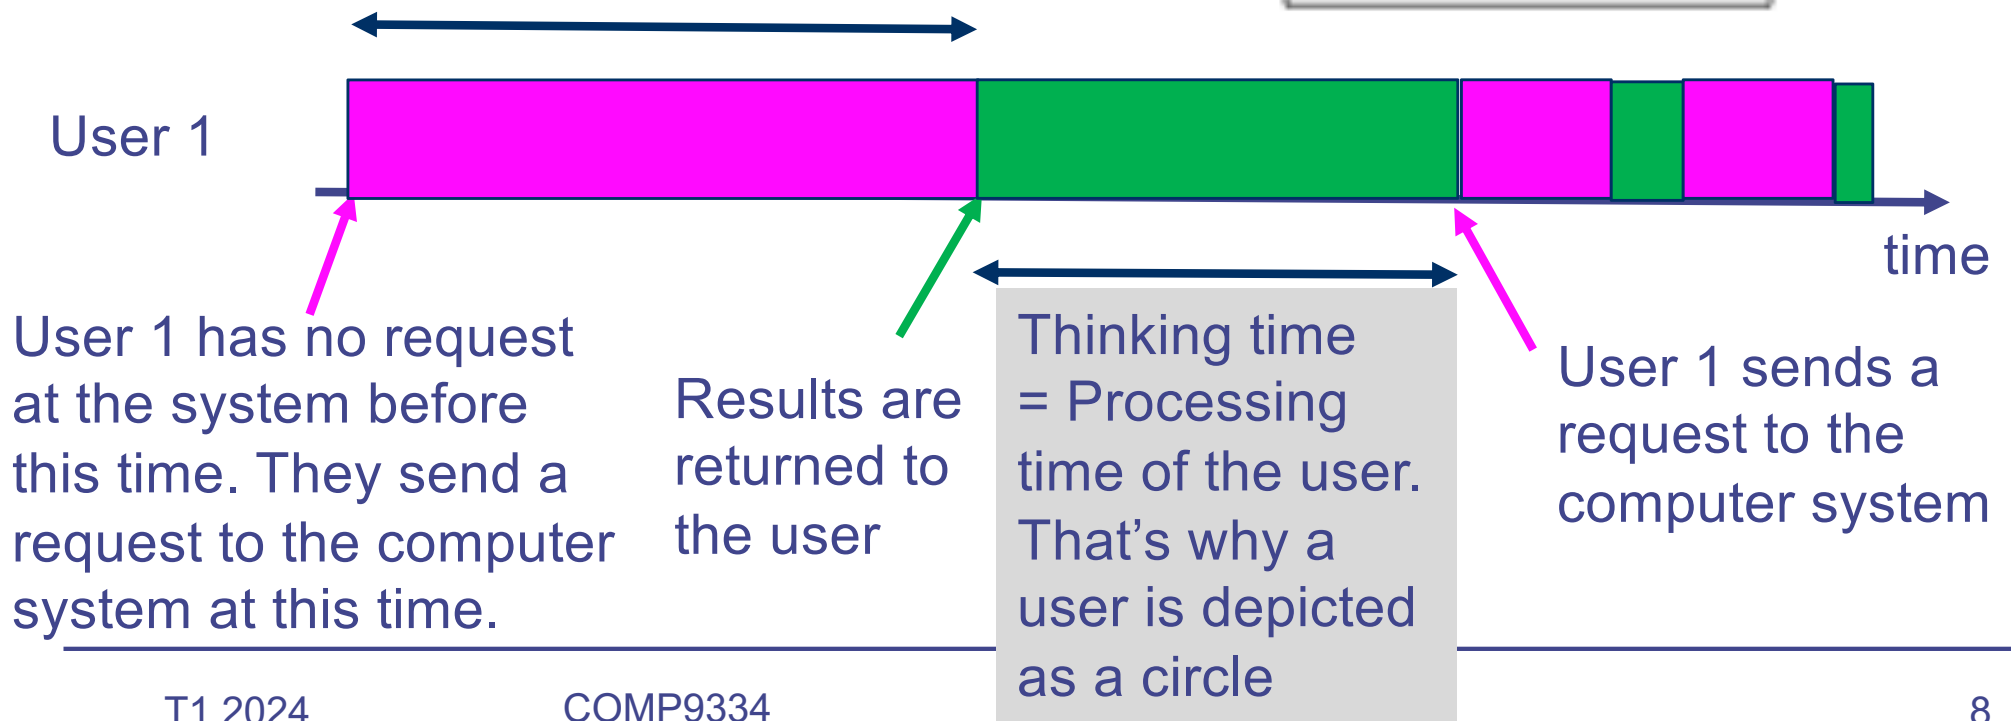 User 1
time
User 1 has no request
at the system before
this time. They send a
request to the computer
system at this time.
Results are
returned to
the user
Thinking time
= Processing
time of the user.
That’s why a
user is depicted
as a circle
User 1 sends a
request to the
computer system
T1 2024
COMP9334
8